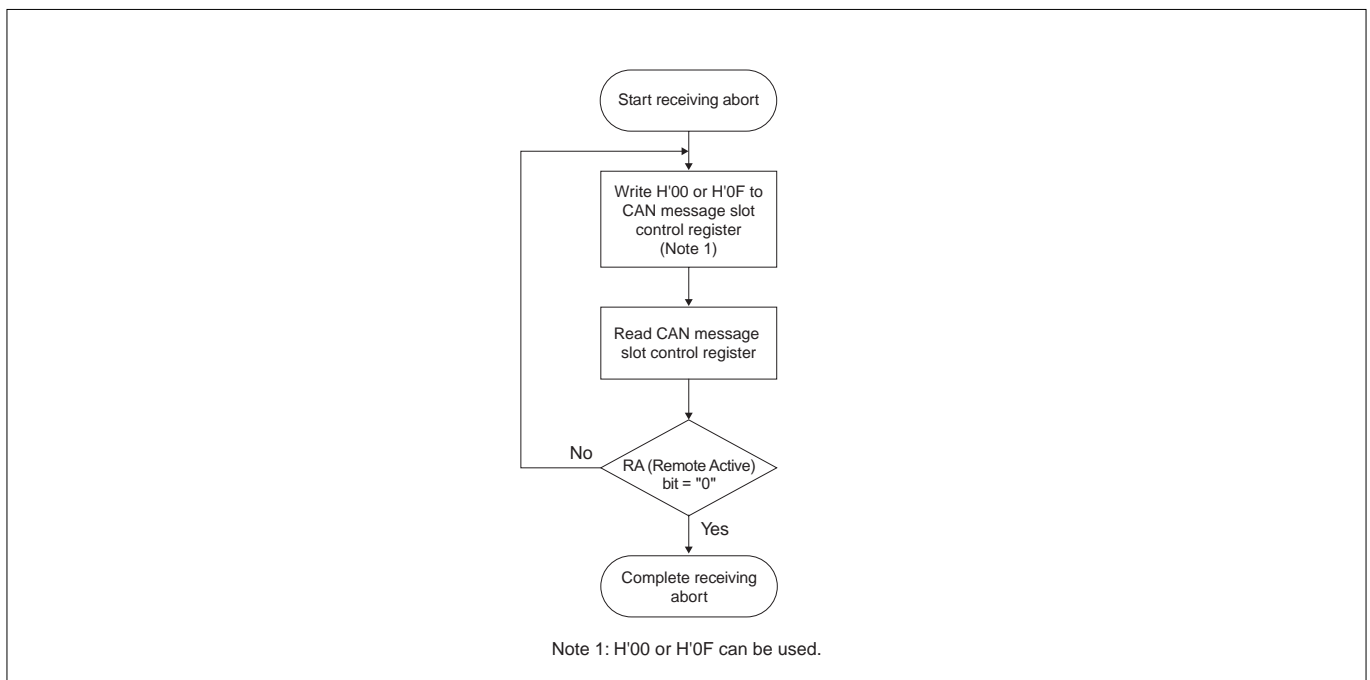 Start receiving abort
Write H'00 or H'0F to
CAN message slot
control register
(Note 1)
Read CAN message
slot control register
No
RA (Remote Active)
bit = "0"
Yes
Complete receiving
abort
Note 1: H'00 or H'0F can be used.